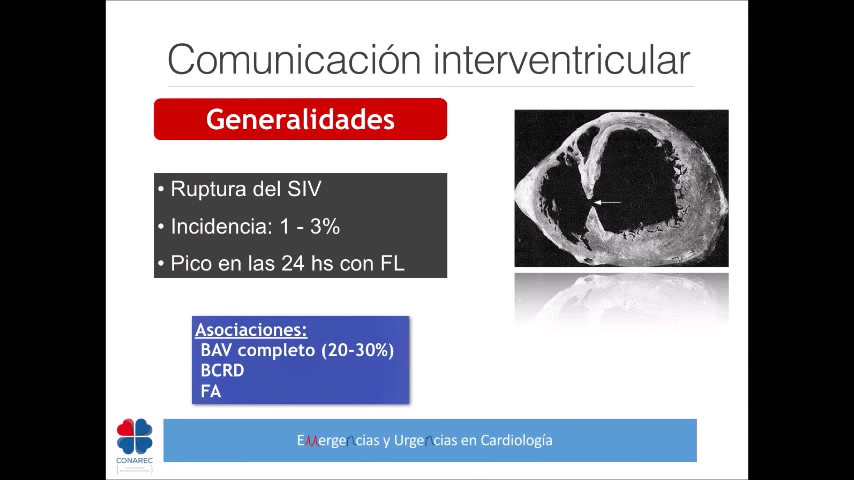 Comunicación interventricular
Generalidades
• Ruptura del SIV
• Incidencia: 1 - 3%
• Pico en las 24 hs con FL
Asociaciones:
BAV completo (20-30%)
BCRD
FA
CONAREC
Emergencias y Urgencias en Cardiología